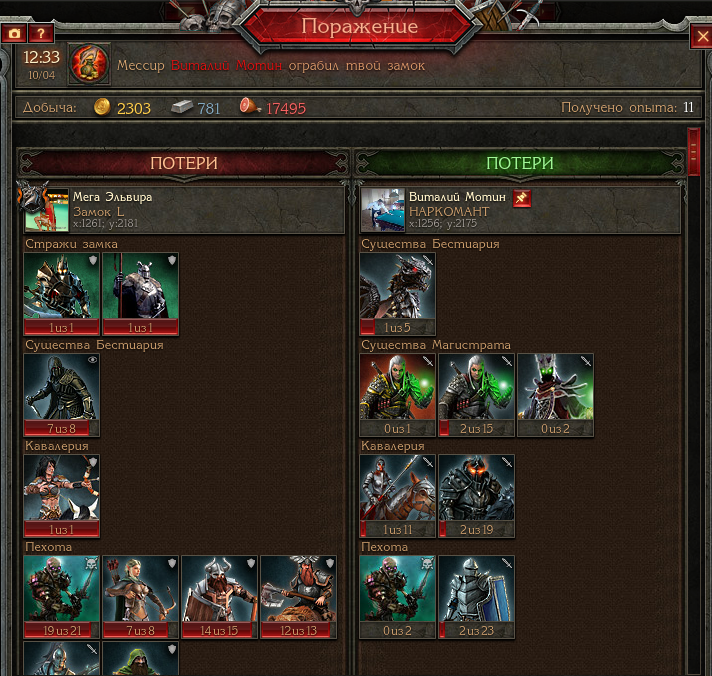 Поражение
?
12:33
10/04
Мессир Виталий Мотин ограбил твой замок
Добыча: 2303 781 17495 Получено опыта: 11
ПОТЕРИ
Мега Эльвира
Замок L
x:1261; y:2181
Стражи замка
1 из 1 1 из 1
Существа Бестиария
7 из 8
Кавалерия
1 из 1
Пехота
19 из 21 7 из 8 14 из 15 12 из 13
ПОТЕРИ
Виталий Мотин
НАРКОМАНТ
x:1256; y:2175
Существа Бестиария
1 из 5
Существа Магистрата
0 из 1 2 из 15 0 из 2
Кавалерия
1 из 11 2 из 19
Пехота
0 из 2 2 из 23